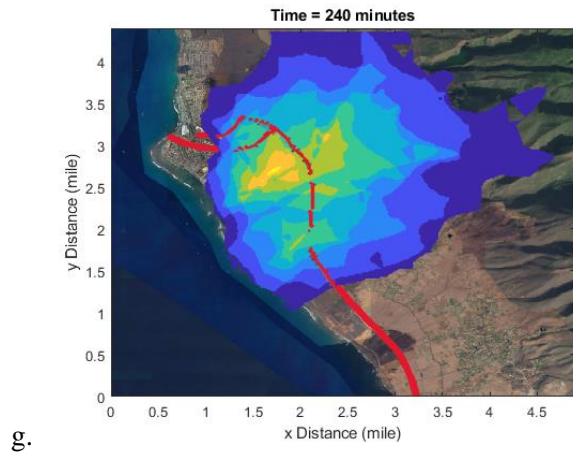 Time = 240 minutes
4
3.5
3
2.5
2
1.5
1
0.5
0
y Distance (mile)
0 0.5 1 1.5 2 2.5 3 3.5 4 4.5
x Distance (mile)
g.